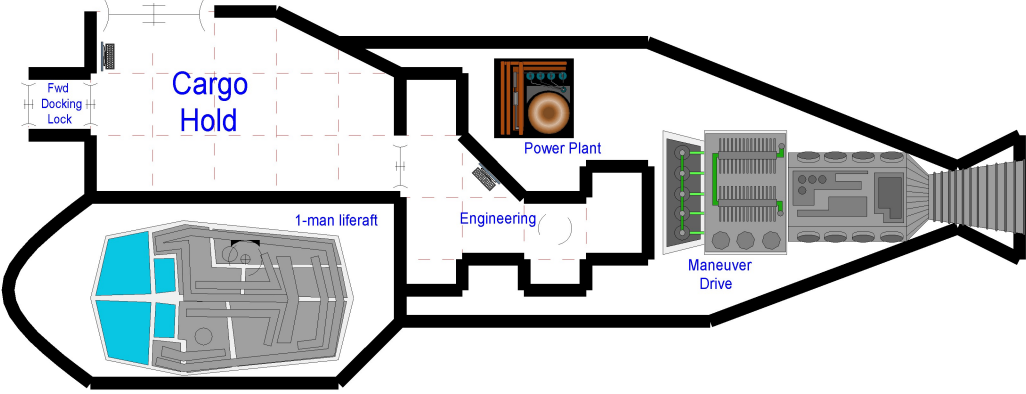 Fwd
Docking
Lock
Cargo
Hold
Power Plant
1-man liferaft
Engineering
Maneuver
Drive